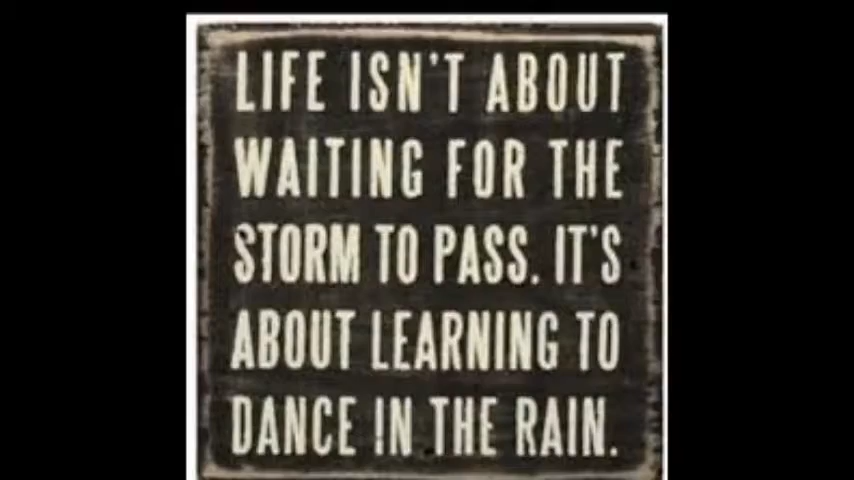 LIFE ISN'T ABOUT
WAITING FOR THE
STORM TO PASS. IT'S
ABOUT LEARNING TO
DANCE IN THE RAIN.